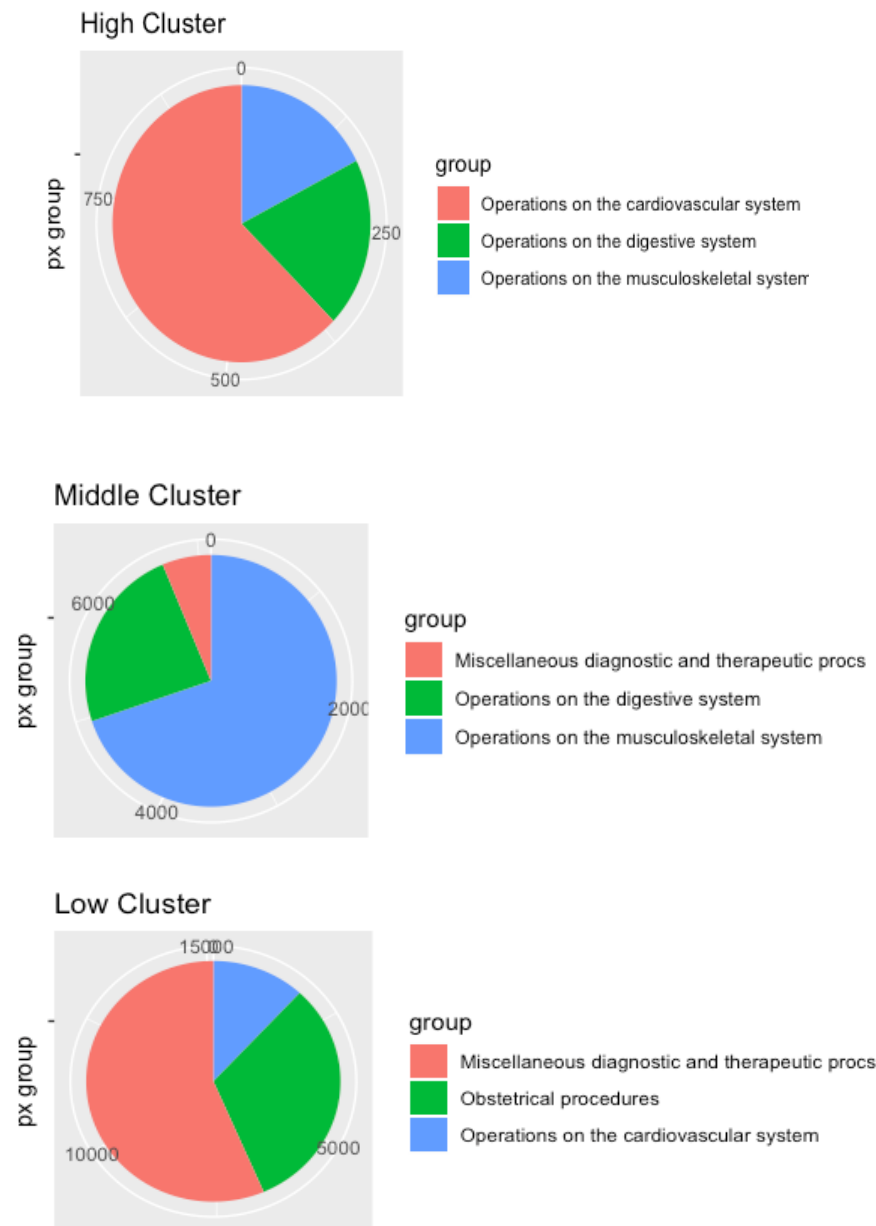 High Cluster
0
750
250
500
px group
group
Operations on the cardiovascular system
Operations on the digestive system
Operations on the musculoskeletal system
Middle Cluster
0
6000
2000
4000
px group
group
Miscellaneous diagnostic and therapeutic procs
Operations on the digestive system
Operations on the musculoskeletal system
Low Cluster
15000
0
10000
5000
px group
group
Miscellaneous diagnostic and therapeutic procs
Obstetrical procedures
Operations on the cardiovascular system